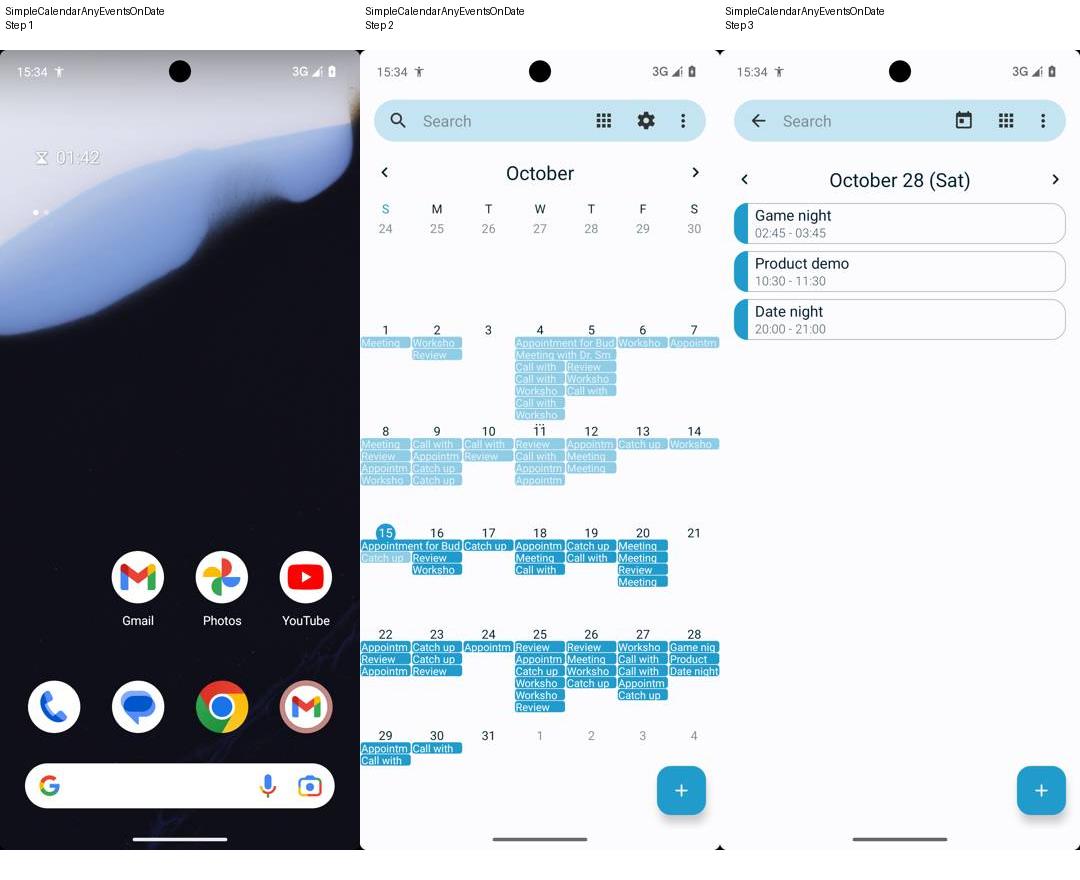 SimpleCalendarAnyEventsOnDate
Step 1
15:34
3G
01:42
Gmail
Photos
YouTube
SimpleCalendarAnyEventsOnDate
Step 2
15:34
3G
Search
October
S M T W T F S
24 25 26 27 28 29 30
1 2 3 4 5 6 7
Meeting Worksho Appointment for Bud Worksho Appointm
Review Meeting with Dr. Sm
Call with Review
Call with Worksho
Worksho Call with
Call with
Worksho
8 9 10 11 12 13 14
Meeting Call with Call with Review Appointm Catch up Worksho
Review Appointm Review Call with Meeting
Appointm Catch up Appointm Meeting
Worksho Catch up Appointm
15 16 17 18 19 20 21
Appointment for Bud Catch up Appointm Catch up Meeting
Catch up Review Meeting Call with Meeting
Worksho Call with Review
Meeting
22 23 24 25 26 27 28
Appointm Catch up Appointm Review Review Worksho Game nig
Review Catch up Appointm Meeting Call with Product
Appointm Review Catch up Worksho Call with Date night
Worksho Catch up Appointm
Worksho Catch up
Review
29 30 31 1 2 3 4
Appointm Call with
Call with
+
SimpleCalendarAnyEventsOnDate
Step 3
15:34
3G
Search
October 28 (Sat)
Game night
02:45 - 03:45
Product demo
10:30 - 11:30
Date night
20:00 - 21:00
+